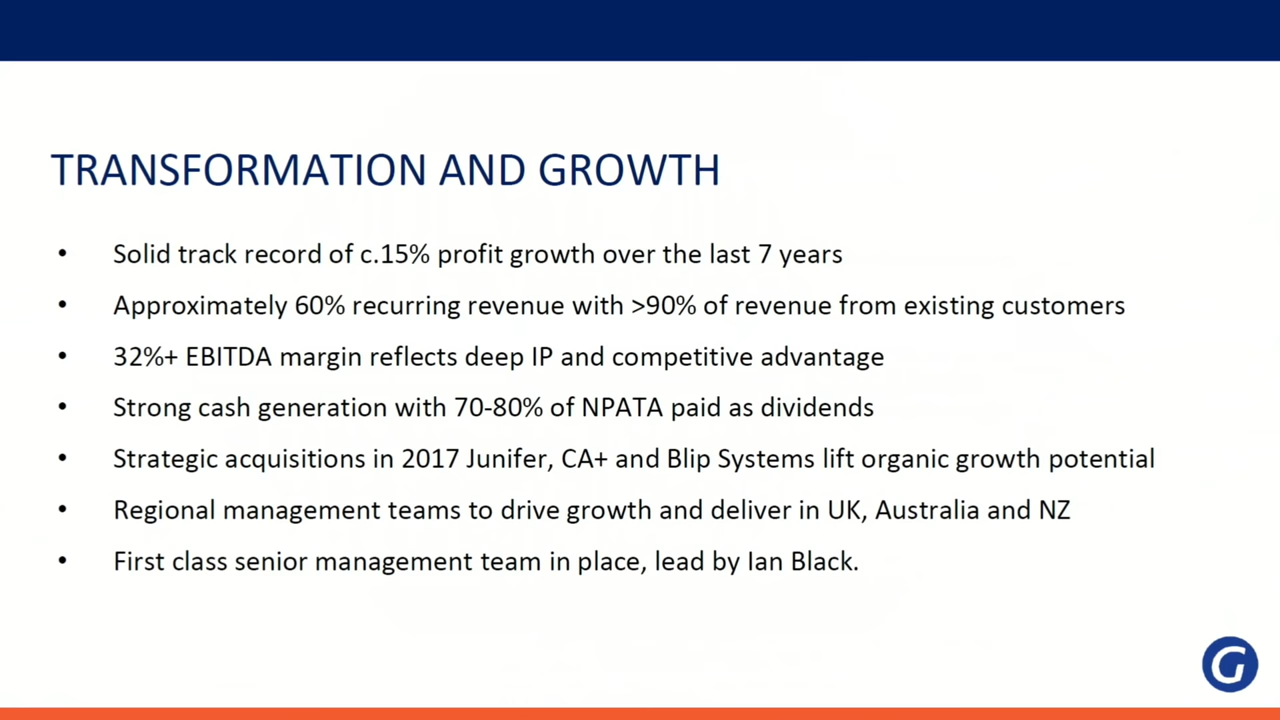 TRANSFORMATION AND GROWTH
• Solid track record of c.15% profit growth over the last 7 years
• Approximately 60% recurring revenue with >90% of revenue from existing customers
• 32%+ EBITDA margin reflects deep IP and competitive advantage
• Strong cash generation with 70-80% of NPATA paid as dividends
• Strategic acquisitions in 2017 Junifer, CA+ and Blip Systems lift organic growth potential
• Regional management teams to drive growth and deliver in UK, Australia and NZ
• First class senior management team in place, lead by Ian Black.
G